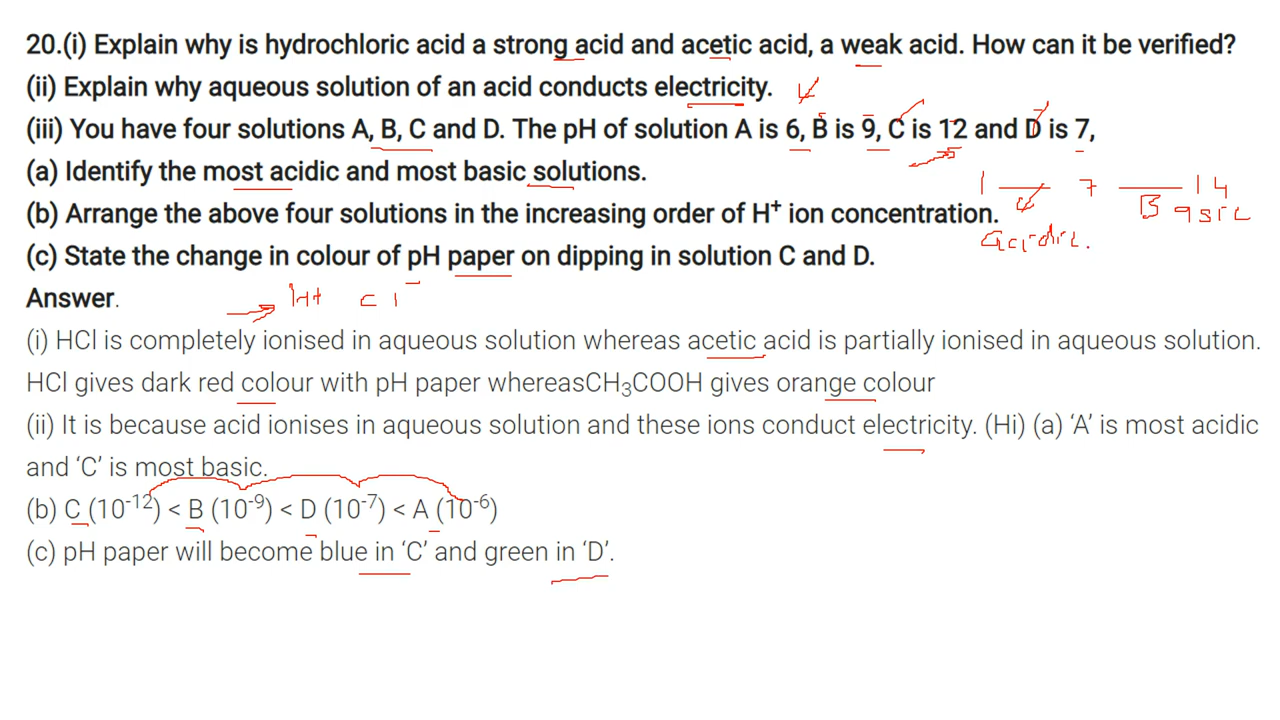 20.(i) Explain why is hydrochloric acid a strong acid and acetic acid, a weak acid. How can it be verified?
(ii) Explain why aqueous solution of an acid conducts electricity.
(iii) You have four solutions A, B, C and D. The pH of solution A is 6, B is 9, C is 12 and D is 7,
(a) Identify the most acidic and most basic solutions.
1 7 14
(b) Arrange the above four solutions in the increasing order of H⁺ ion concentration.
Basic
acidic.
(c) State the change in colour of pH paper on dipping in solution C and D.
Answer.
H+ Cl⁻
(i) HCl is completely ionised in aqueous solution whereas acetic acid is partially ionised in aqueous solution.
HCl gives dark red colour with pH paper whereasCH₃COOH gives orange colour
(ii) It is because acid ionises in aqueous solution and these ions conduct electricity. (Hi) (a) ‘A’ is most acidic
and ‘C’ is most basic.
(b) C (10⁻¹²) < B (10⁻⁹) < D (10⁻⁷) < A (10⁻⁶)
(c) pH paper will become blue in ‘C’ and green in ‘D’.